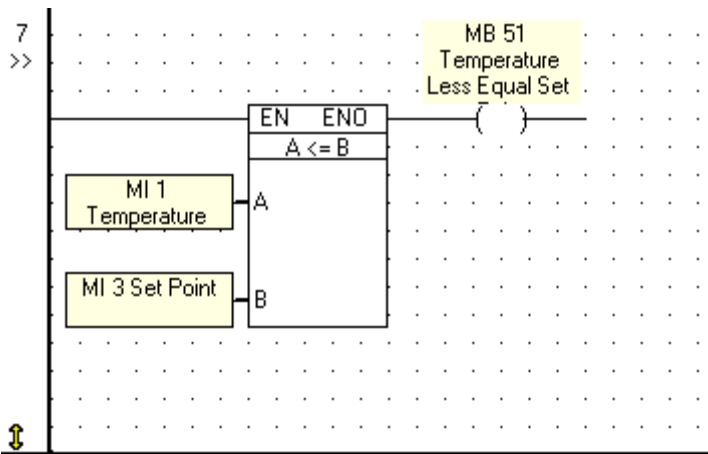 7
>>
MB 51
Temperature
Less Equal Set
EN ENO
A <= B
MI 1
Temperature
A
MI 3 Set Point
B